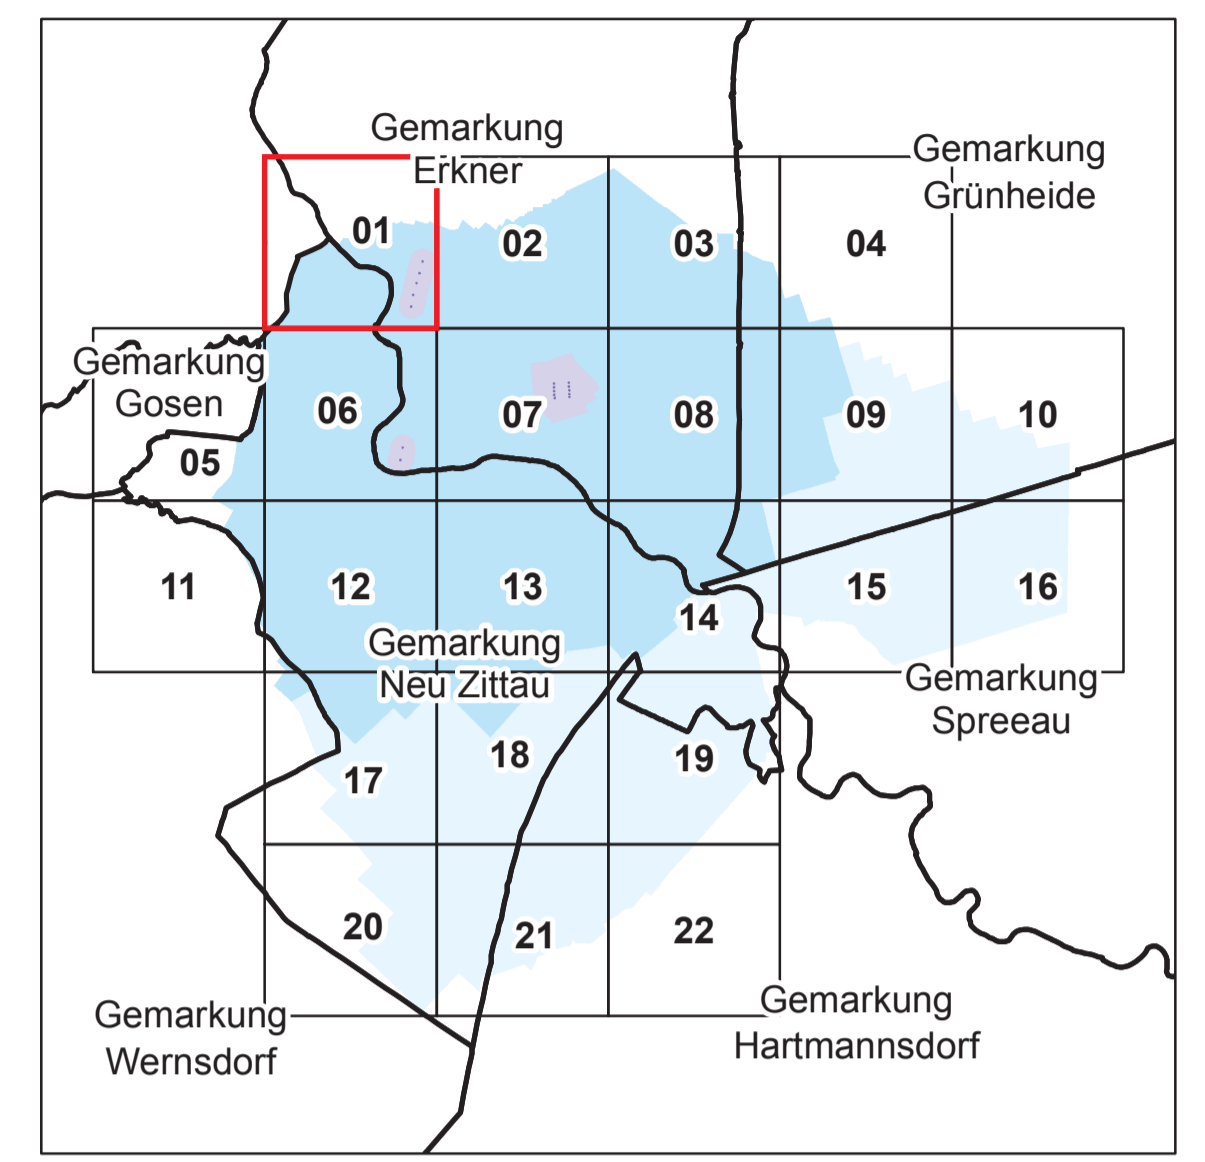 Gemarkung
Erkner
Gemarkung
Grünheide
01
02
03
04
Gemarkung
Gosen
05
06
07
08
09
10
11
12
13
14
15
16
Gemarkung
Neu Zittau
Gemarkung
Spreeau
17
18
19
20
21
22
Gemarkung
Wernsdorf
Gemarkung
Hartmannsdorf